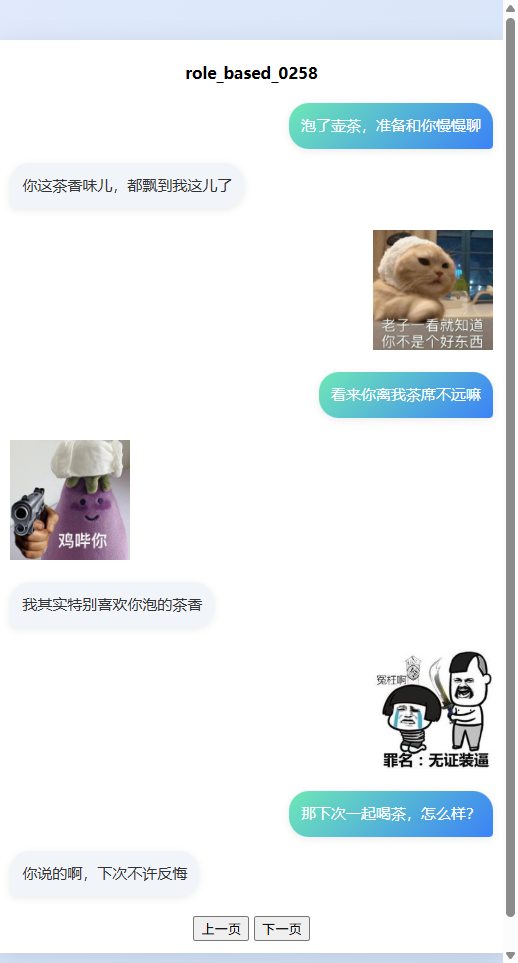 role_based_0258
泡了壶茶，准备和你慢慢聊
你这茶香味儿，都飘到我这儿了
老子一看就知道
你不是个好东西
看来你离我茶席不远嘛
鸡哔你
我其实特别喜欢你泡的茶香
冤枉啊
罪名：无证装逼
那下次一起喝茶，怎么样？
你说的啊，下次不许反悔
上一页 下一页